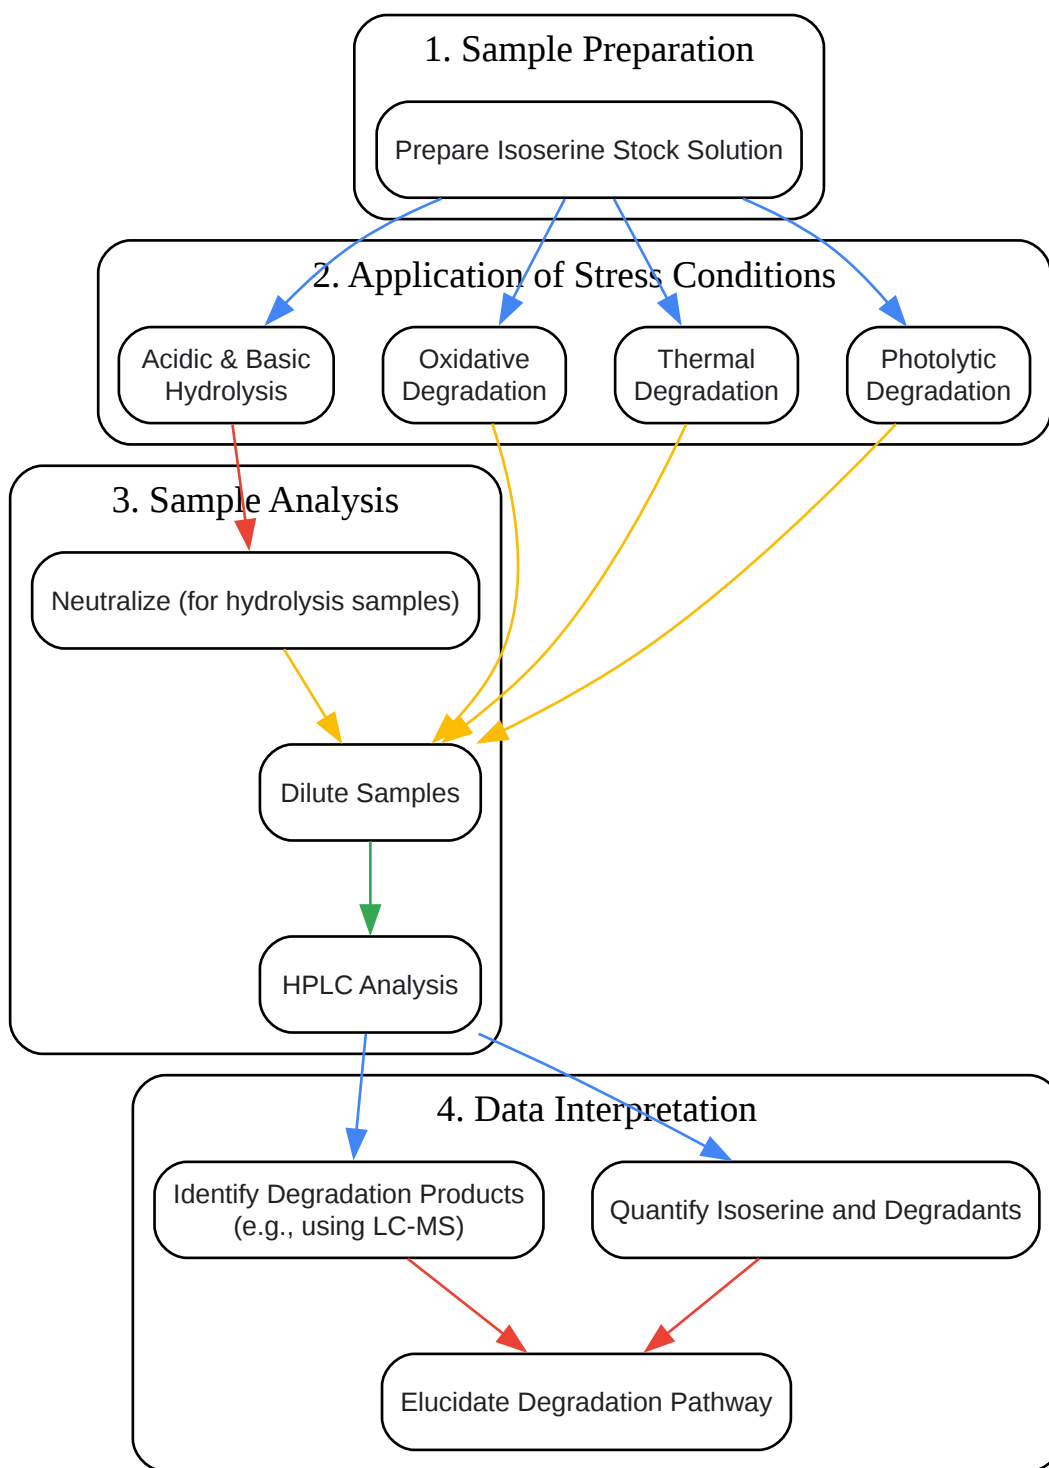 1. Sample Preparation
Prepare Isoserine Stock Solution
2. Application of Stress Conditions
Acidic & Basic
Hydrolysis
Oxidative
Degradation
Thermal
Degradation
Photolytic
Degradation
3. Sample Analysis
Neutralize (for hydrolysis samples)
Dilute Samples
HPLC Analysis
4. Data Interpretation
Identify Degradation Products
(e.g., using LC-MS)
Quantify Isoserine and Degradants
Elucidate Degradation Pathway